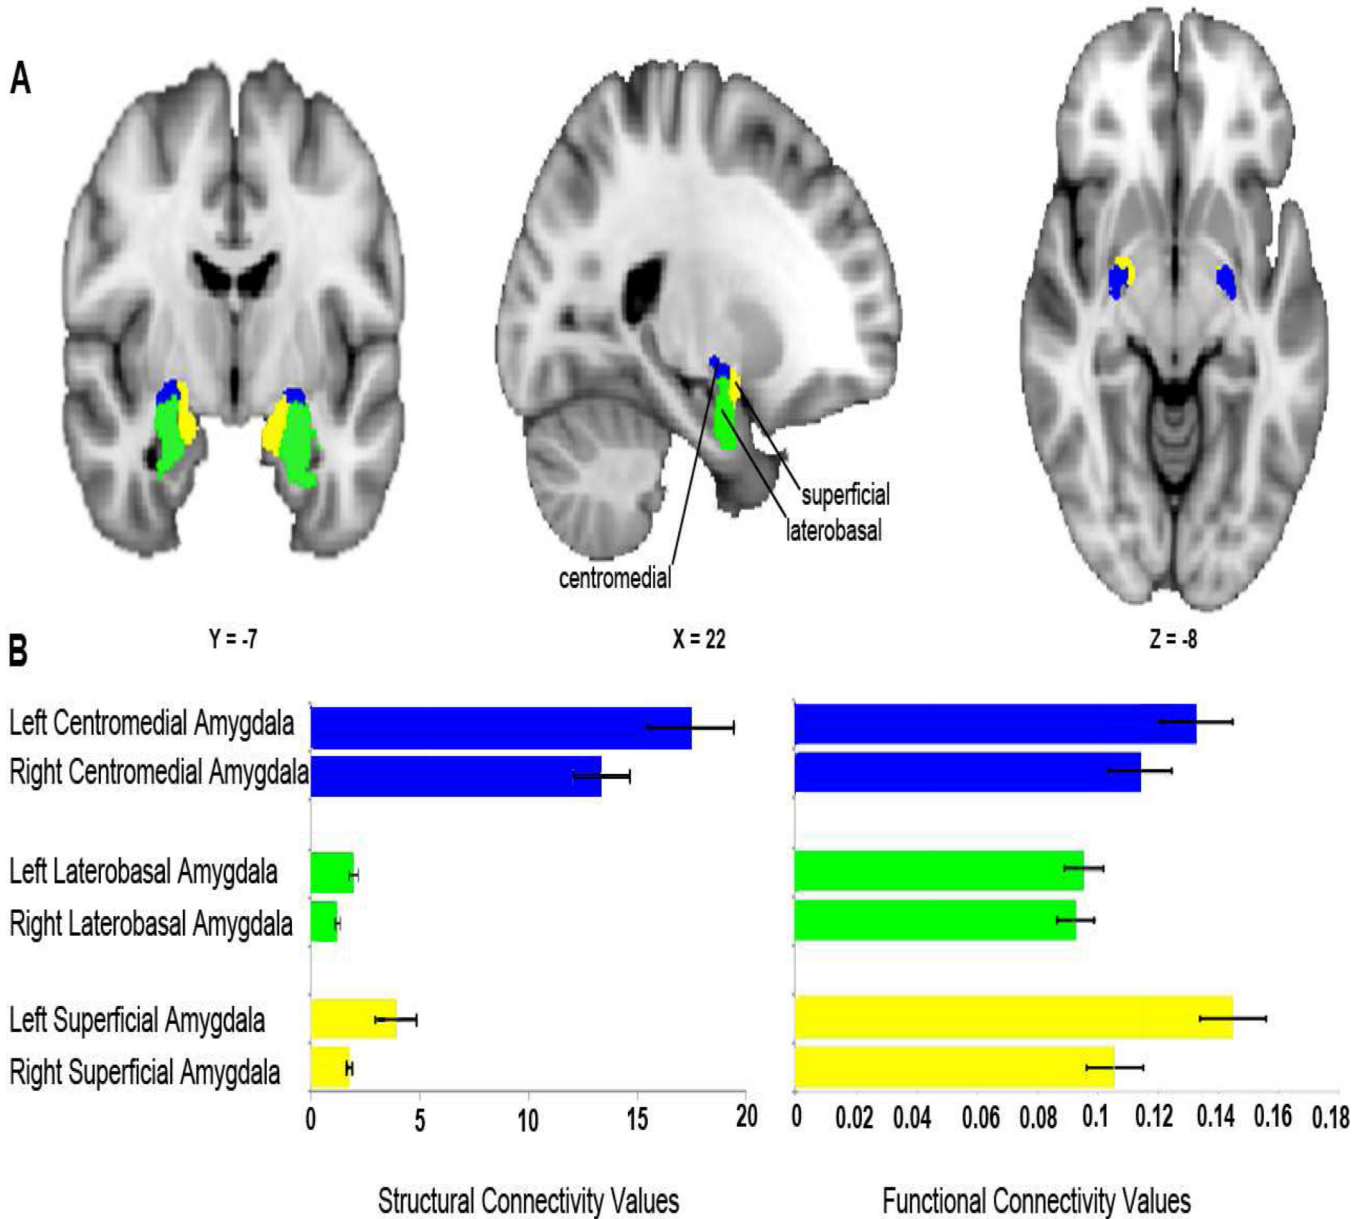 A
superficial
laterobasal
centromedial
Y = -7
X = 22
Z = -8
B
Left Centromedial Amygdala
Right Centromedial Amygdala
Left Laterobasal Amygdala
Right Laterobasal Amygdala
Left Superficial Amygdala
Right Superficial Amygdala
0 5 10 15 20
0 0.02 0.04 0.06 0.08 0.1 0.12 0.14 0.16 0.18
Structural Connectivity Values
Functional Connectivity Values